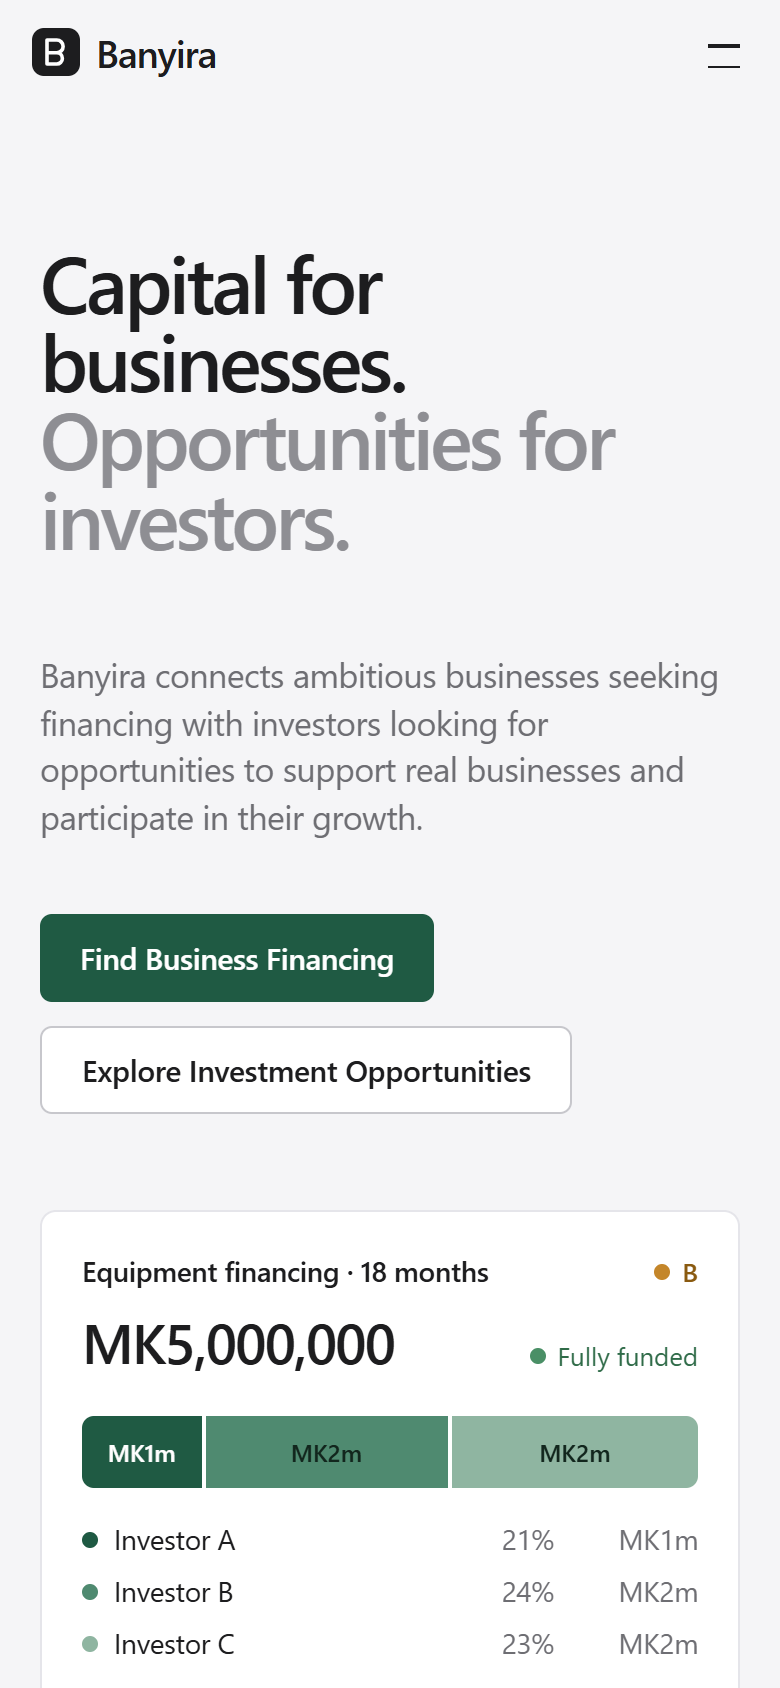 B Banyira
Capital for
businesses.
Opportunities for
investors.
Banyira connects ambitious businesses seeking
financing with investors looking for
opportunities to support real businesses and
participate in their growth.
Find Business Financing
Explore Investment Opportunities
Equipment financing · 18 months B
MK5,000,000 Fully funded
MK1m MK2m MK2m
Investor A 21% MK1m
Investor B 24% MK2m
Investor C 23% MK2m